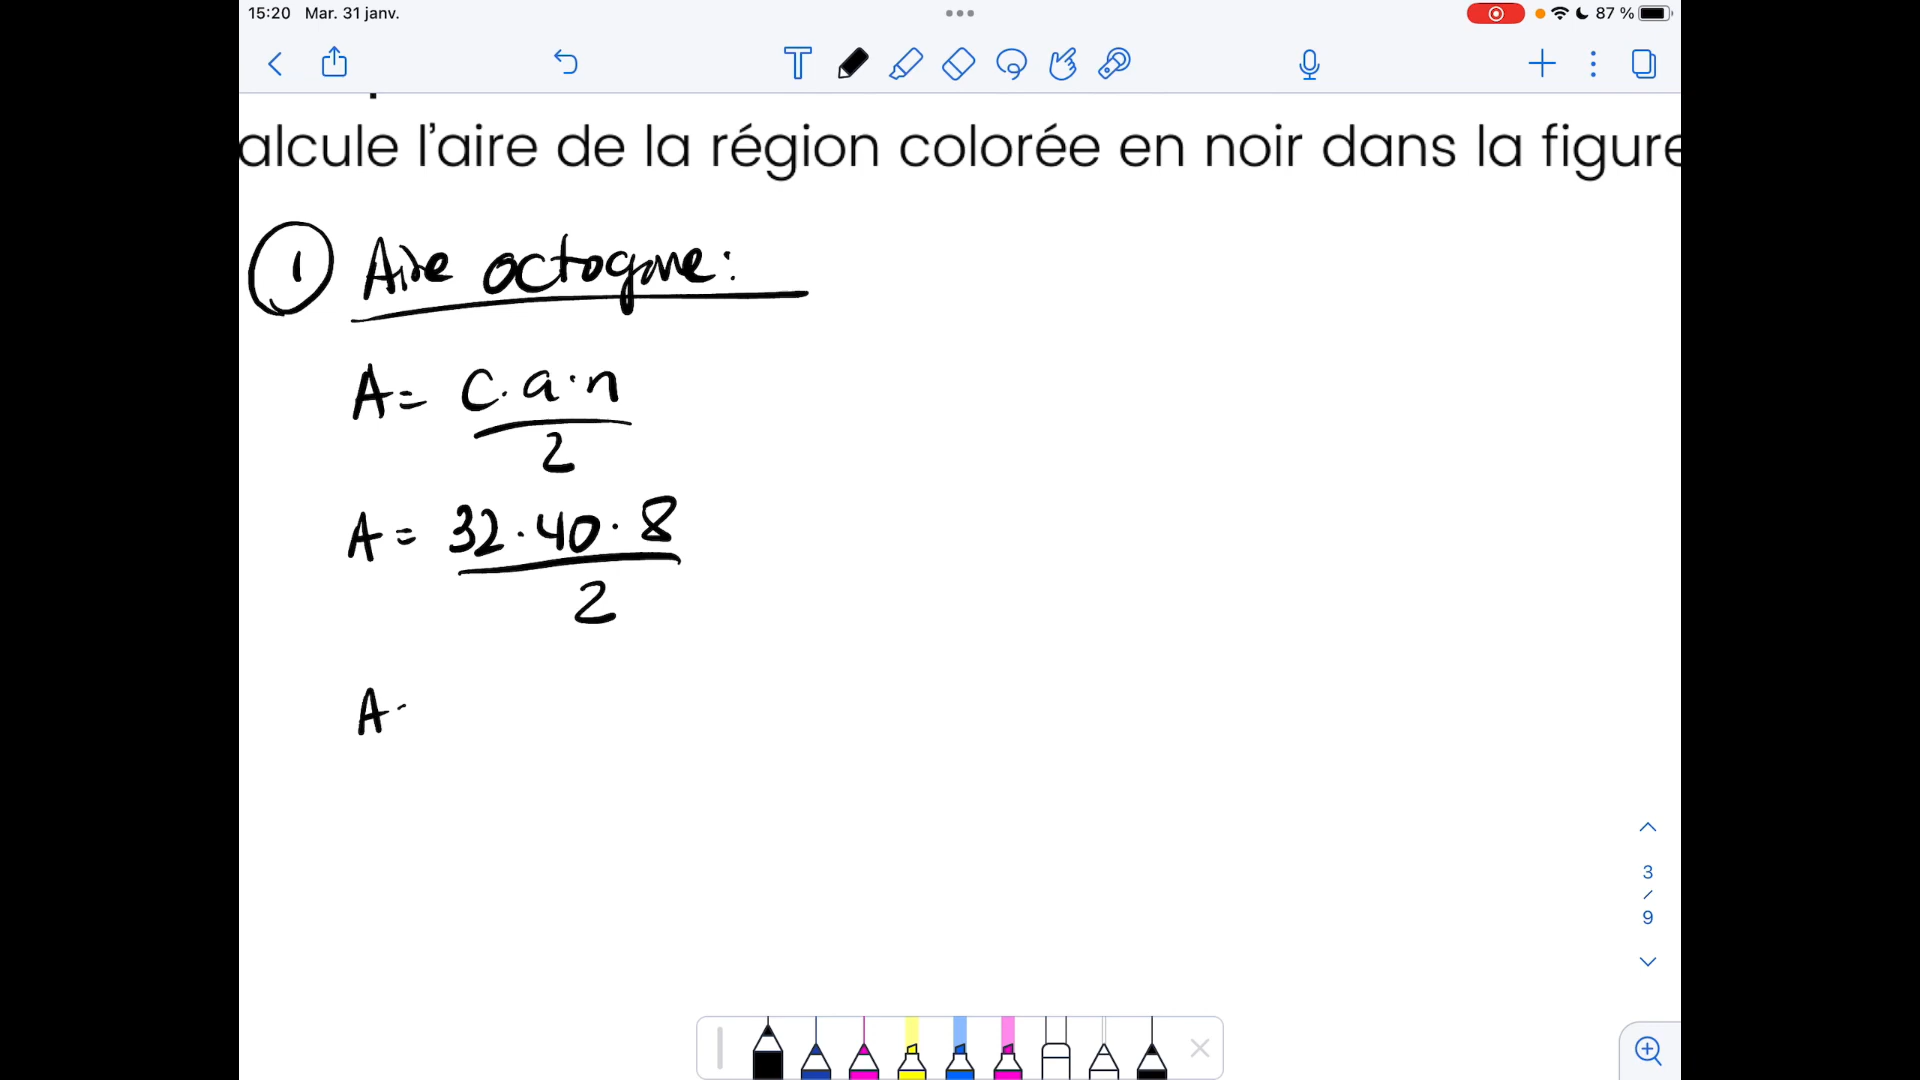 15:20 Mar. 31 janv. 87 %
alcule l'aire de la région colorée en noir dans la figure
1 Aire octogone:
A = c · a · n
2
A = 32 · 40 · 8
2
A
3
/
9